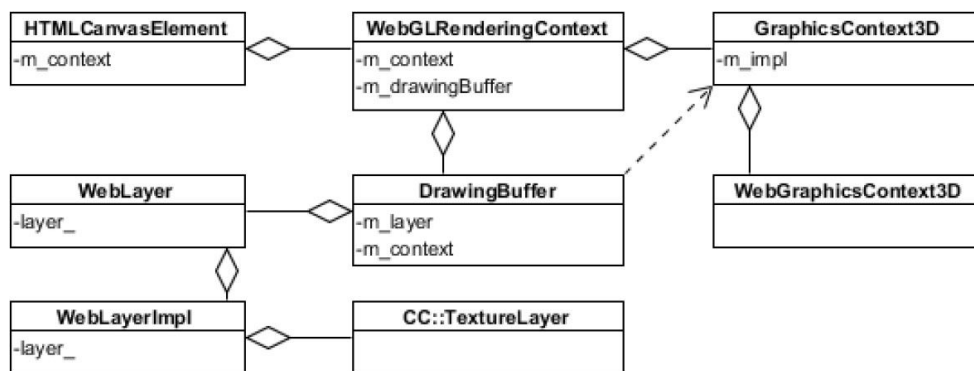 HTMLCanvasElement
-m_context
WebGLRenderingContext
-m_context
-m_drawingBuffer
GraphicsContext3D
-m_impl
WebLayer
-layer_
DrawingBuffer
-m_layer
-m_context
WebGraphicsContext3D
WebLayerImpl
-layer_
CC::TextureLayer